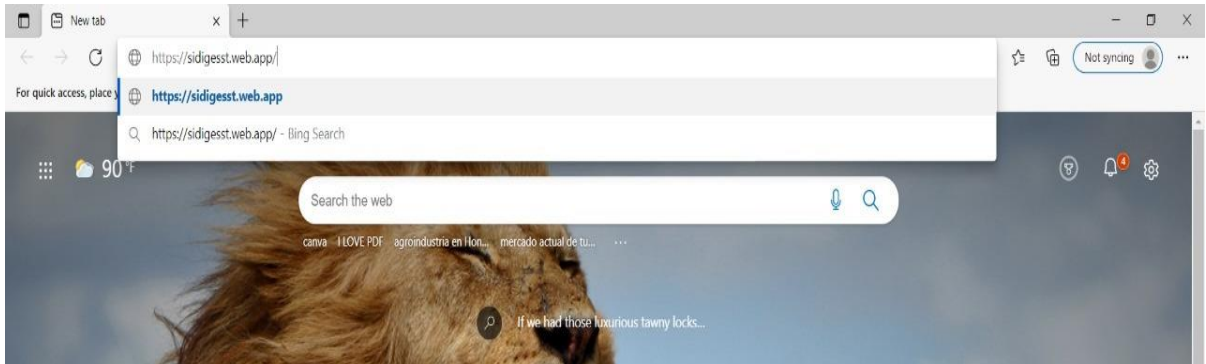 New tab
https://sidigesst.web.app/
Not syncing
For quick access, place y
https://sidigesst.web.app
https://sidigesst.web.app/ - Bing Search
90 °F
4
Search the web
canva I LOVE PDF agroindustria en Hon... mercado actual de tu... ...
If we had those luxurious tawny locks...